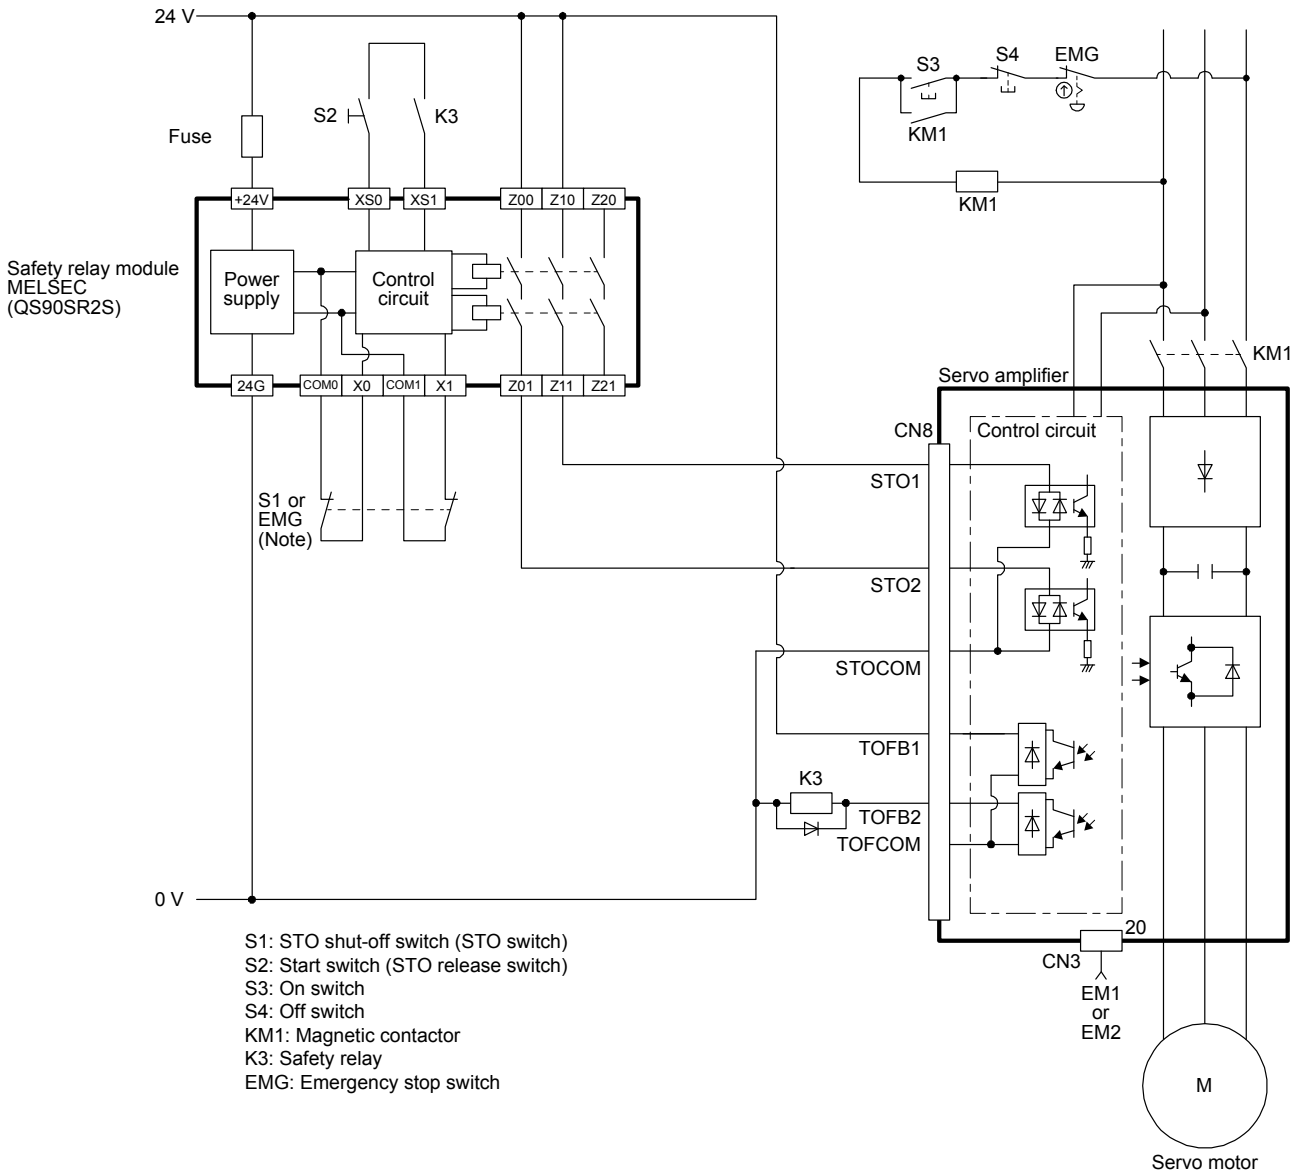 24 V
S3
S4
EMG
S2
K3
Fuse
KM1
KM1
+24V
XS0
XS1
Z00
Z10
Z20
Safety relay module
MELSEC
(QS90SR2S)
Power
supply
Control
circuit
KM1
24G
COM0
X0
COM1
X1
Z01
Z11
Z21
Servo amplifier
CN8
Control circuit
STO1
S1 or
EMG
(Note)
STO2
STOCOM
TOFB1
K3
TOFB2
TOFCOM
0 V
20
CN3
EM1
or
EM2
S1: STO shut-off switch (STO switch)
S2: Start switch (STO release switch)
S3: On switch
S4: Off switch
KM1: Magnetic contactor
K3: Safety relay
EMG: Emergency stop switch
M
Servo motor